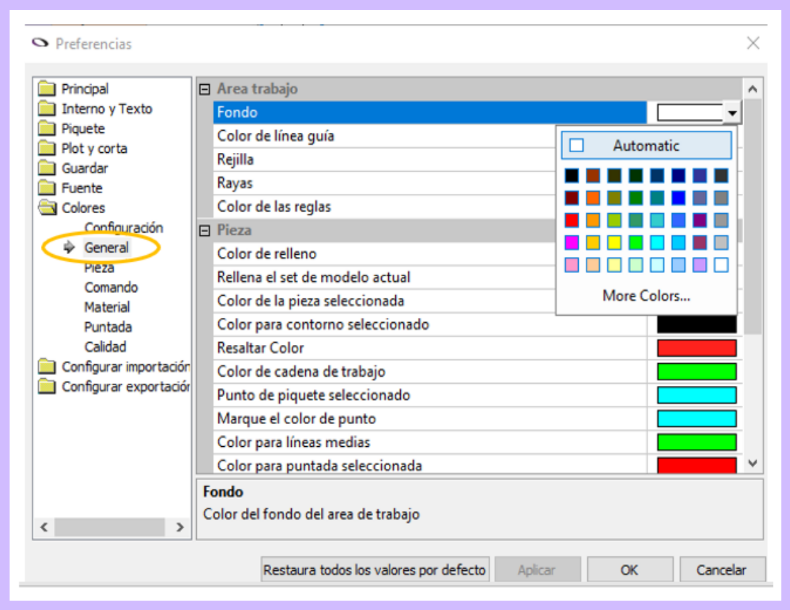 Preferencias
Principal
Interno y Texto
Piquete
Plot y corta
Guardar
Fuente
Colores
Configuración
General
Pieza
Comando
Material
Puntada
Calidad
Configurar importación
Configurar exportación
Area trabajo
Fondo
Color de línea guía
Rejilla
Rayas
Color de las reglas
Pieza
Color de relleno
Rellena el set de modelo actual
Color de la pieza seleccionada
Color para contorno seleccionado
Resaltar Color
Color de cadena de trabajo
Punto de piquete seleccionado
Marque el color de punto
Color para líneas medias
Color para puntada seleccionada
Automatic
More Colors...
Fondo
Color del fondo del area de trabajo
Restaura todos los valores por defecto
Aplicar
OK
Cancelar